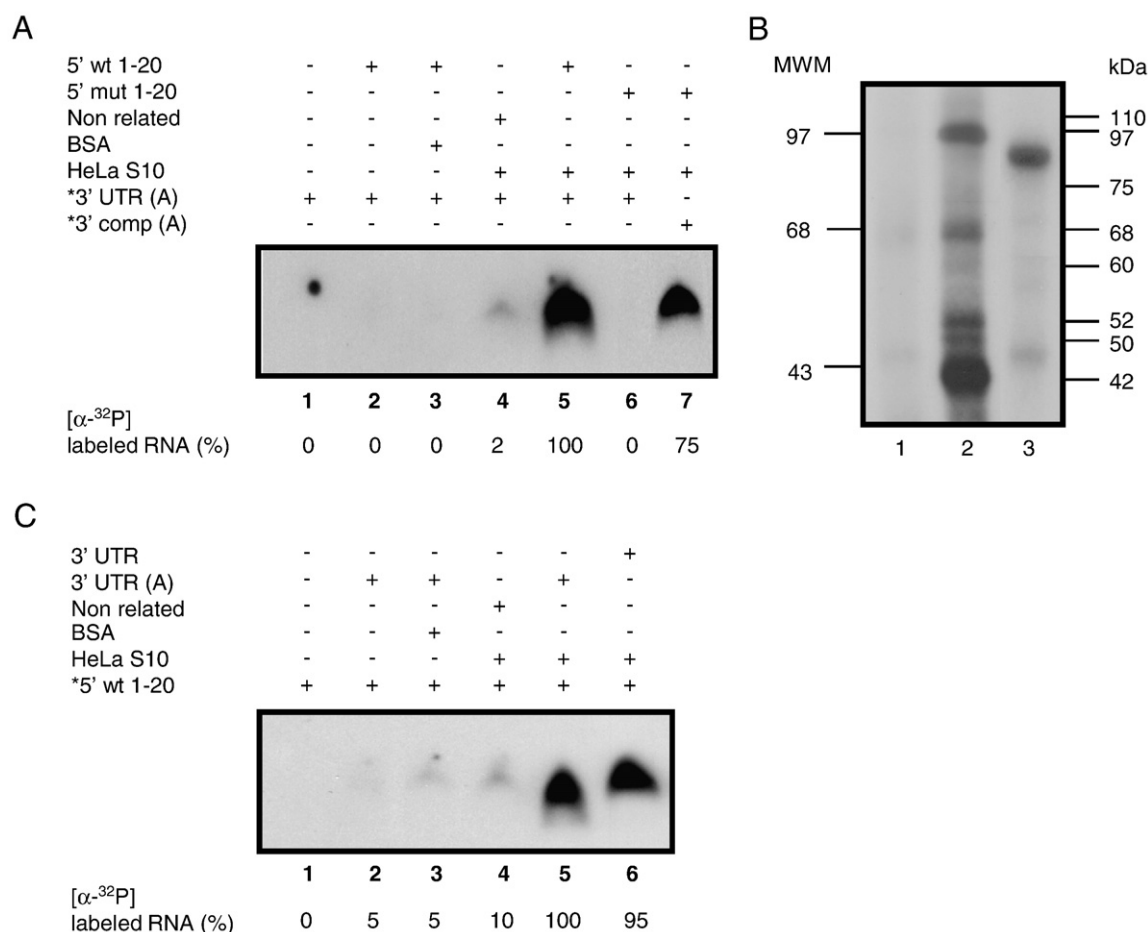 A
5' wt 1-20 - + + - + - -
5' mut 1-20 - - - - - + +
Non related - - - + - - -
BSA - - + - - - -
HeLa S10 - - - + + + +
*3' UTR (A) + + + + + + -
*3' comp (A) - - - - - - +
1 2 3 4 5 6 7
[α-³²P]
labeled RNA (%) 0 0 0 2 100 0 75
B
MWM kDa
110
97 97
75
68 68
60
52
50
43 42
1 2 3
C
3' UTR - - - - - +
3' UTR (A) - + + - + -
Non related - - - + - -
BSA - - + - - -
HeLa S10 - - - + + +
*5' wt 1-20 + + + + + +
1 2 3 4 5 6
[α-³²P]
labeled RNA (%) 0 5 5 10 100 95